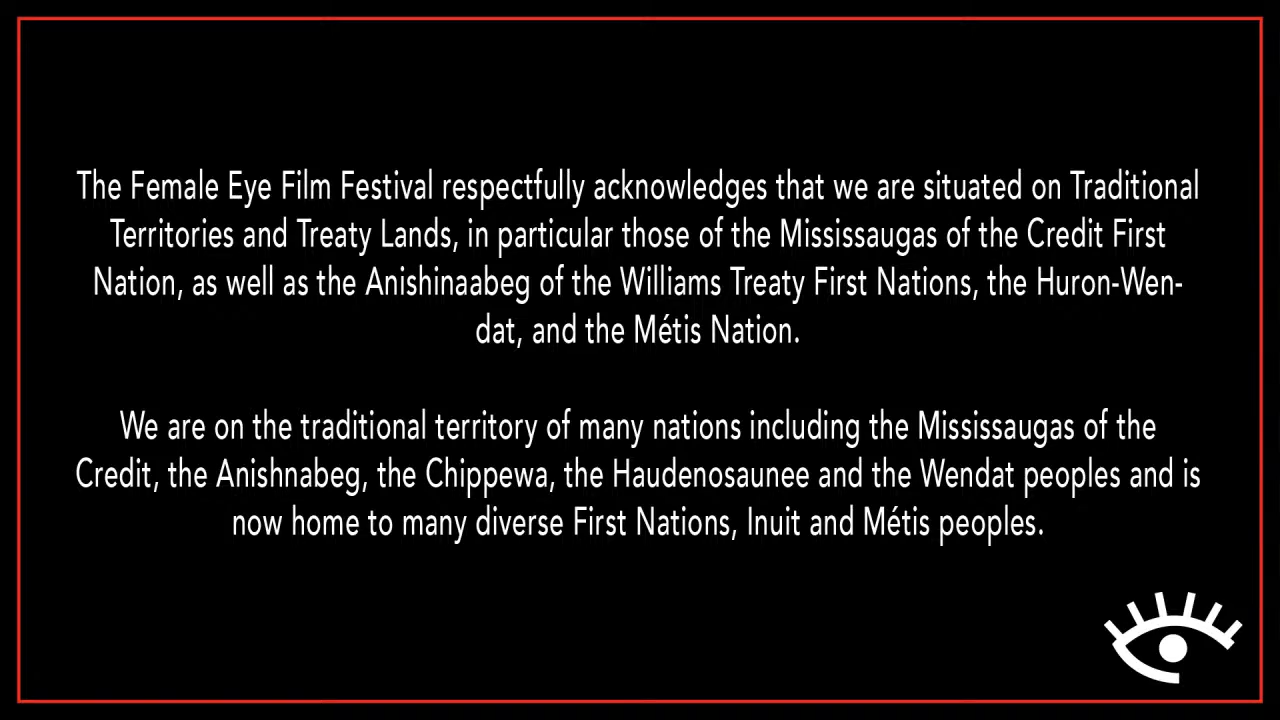 The Female Eye Film Festival respectfully acknowledges that we are situated on Traditional
Territories and Treaty Lands, in particular those of the Mississaugas of the Credit First
Nation, as well as the Anishinaabeg of the Williams Treaty First Nations, the Huron-Wen-
dat, and the Métis Nation.
We are on the traditional territory of many nations including the Mississaugas of the
Credit, the Anishnabeg, the Chippewa, the Haudenosaunee and the Wendat peoples and is
now home to many diverse First Nations, Inuit and Métis peoples.